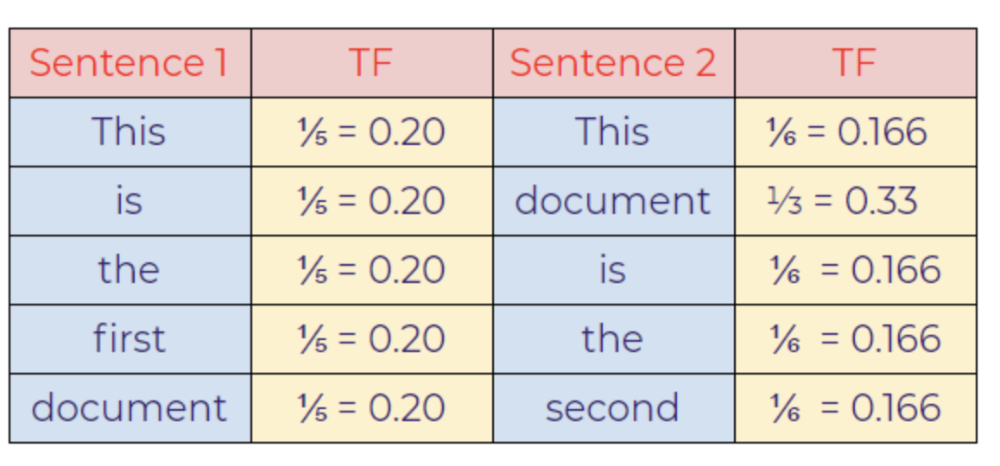 Sentence 1 TF Sentence 2 TF
This ⅕ = 0.20 This ⅙ = 0.166
is ⅕ = 0.20 document ⅓ = 0.33
the ⅕ = 0.20 is ⅙ = 0.166
first ⅕ = 0.20 the ⅙ = 0.166
document ⅕ = 0.20 second ⅙ = 0.166